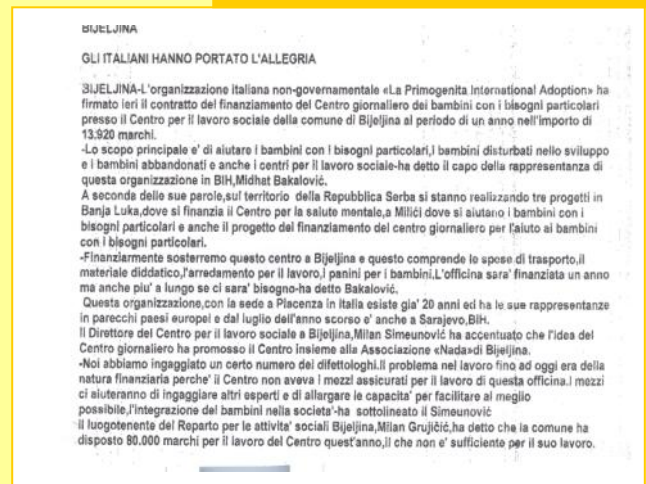 BIJELJINA
GLI ITALIANI HANNO PORTATO L'ALLEGRIA
BIJELJINA-L'organizzazione italiana non-governamentale «La Primogenita International Adoption» ha
firmato ieri il contratto del finanziamento del Centro giornaliero dei bambini con i bisogni particolari
presso il Centro per il lavoro sociale della comune di Bijeljina al periodo di un anno nell'importo di
13.920 marchi.
-Lo scopo principale e' di aiutare i bambini con i bisogni particolari,i bambini disturbati nello sviluppo
e i bambini abbandonati e anche i centri per il lavoro sociale-ha detto il capo della rappresentanza di
questa organizzazione in BIH,Midhat Bakalović.
A seconda delle sue parole,sul territorio della Repubblica Serba si stanno realizzando tre progetti in
Banja Luka,dove si finanzia il Centro per la salute mentale,a Milići dove si aiutano i bambini con i
bisogni particolari e anche il progetto del finanziamento del centro giornaliero per l'aiuto ai bambini
con i bisogni particolari.
-Finanziarmente sosterremo questo centro a Bijeljina e questo comprende le spese di trasporto,il
materiale diddatico,l'arredamento per il lavoro,i panini per i bambini,L'officina sara' finanziata un anno
ma anche piu' a lungo se ci sara' bisogno-ha detto Bakalović.
Questa organizzazione,con la sede a Piacenza in Italia esiste gia' 20 anni ed ha le sue rappresentanze
in parecchi paesi europei e dal luglio dell'anno scorso e' anche a Sarajevo,BIH.
Il Direttore del Centro per il lavoro sociale a Bijeljina,Milan Simeunović ha accentuato che l'idea del
Centro giornaliero ha promosso il Centro insieme alla Associazione «Nada»di Bijeljina.
-Noi abbiamo ingaggiato un certo numero dei difettologhi.Il problema nel lavoro fino ad oggi era della
natura finanziaria perche' il Centro non aveva i mezzi assicurati per il lavoro di questa officina.I mezzi
ci aiuteranno di ingaggiare altri esperti e di allargare le capacita' per facilitare al meglio
possibile,l'integrazione dei bambini nella societa'-ha sottolineato il Simeunović
il luogotenente del Reparto per le attivita' sociali Bijeljina,Milan Grujičić,ha detto che la comune ha
disposto 80.000 marchi per il lavoro del Centro quest'anno,il che non e' sufficiente per il suo lavoro.